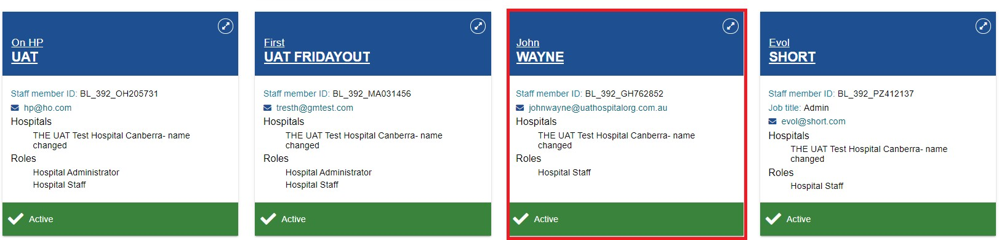 On HP
UAT
Staff member ID: BL_392_OH205731
hp@ho.com
Hospitals
THE UAT Test Hospital Canberra- name
changed
Roles
Hospital Administrator
Hospital Staff
Active
First
UAT FRIDAYOUT
Staff member ID: BL_392_MA031456
tresth@gmtest.com
Hospitals
THE UAT Test Hospital Canberra- name
changed
Roles
Hospital Administrator
Hospital Staff
Active
John
WAYNE
Staff member ID: BL_392_GH762852
johnwayne@uathospitalorg.com.au
Hospitals
THE UAT Test Hospital Canberra- name
changed
Roles
Hospital Staff
Active
Evol
SHORT
Staff member ID: BL_392_PZ412137
Job title: Admin
evol@short.com
Hospitals
THE UAT Test Hospital Canberra- name
changed
Roles
Hospital Staff
Active